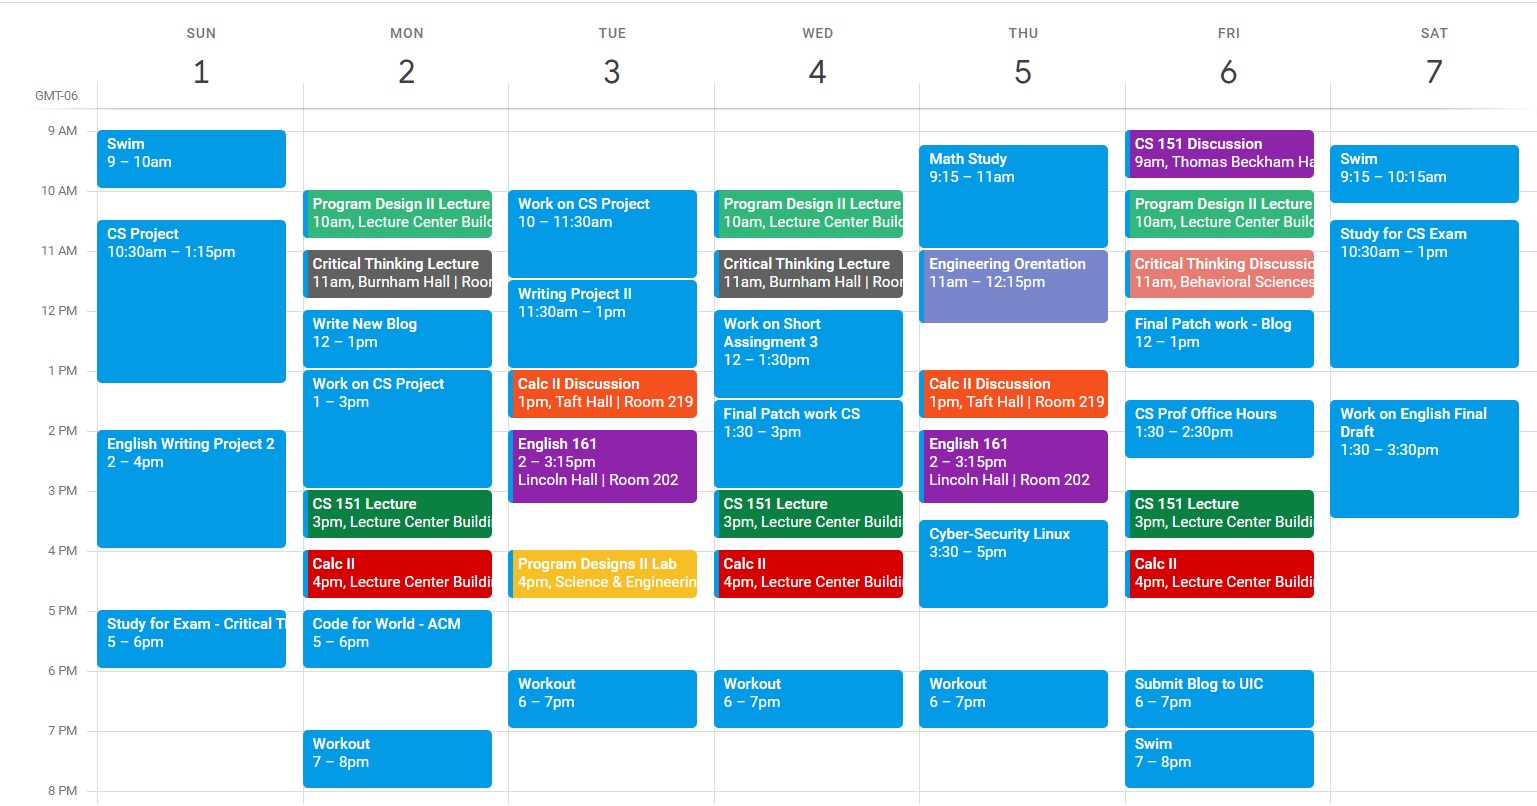 SUN
MON
TUE
WED
THU
FRI
SAT
1
2
3
4
5
6
7
GMT-06
9 AM
10 AM
11 AM
12 PM
1 PM
2 PM
3 PM
4 PM
5 PM
6 PM
7 PM
8 PM
Swim
9 – 10am
CS Project
10:30am – 1:15pm
English Writing Project 2
2 – 4pm
Study for Exam - Critical
5 – 6pm
Program Design II Lecture
10am, Lecture Center
Critical Thinking Lecture
11am, Burnham Hall |
Write New Blog
12 – 1pm
Work on CS Project
1 – 3pm
CS 151 Lecture
3pm, Lecture Center
Calc II
4pm, Lecture Center
Code for World - ACM
5 – 6pm
Workout
7 – 8pm
Work on CS Project
10 – 11:30am
Writing Project II
11:30am – 1pm
Calc II Discussion
1pm, Taft Hall | Room 219
English 161
2 – 3:15pm
Lincoln Hall | Room 202
Program Designs II Lab
4pm, Science &
Workout
6 – 7pm
Program Design II Lecture
10am, Lecture Center
Critical Thinking Lecture
11am, Burnham Hall |
Work on Short
Assingment 3
12 – 1:30pm
Final Patch work CS
1:30 – 3pm
CS 151 Lecture
3pm, Lecture Center
Calc II
4pm, Lecture Center
Workout
6 – 7pm
Math Study
9:15 – 11am
Engineering Orentation
11am – 12:15pm
Calc II Discussion
1pm, Taft Hall | Room 219
English 161
2 – 3:15pm
Lincoln Hall | Room 202
Cyber-Security Linux
3:30 – 5pm
Workout
6 – 7pm
CS 151 Discussion
9am, Thomas Beckham
Program Design II Lecture
10am, Lecture Center
Critical Thinking
11am, Behavioral Sciences
Final Patch work - Blog
12 – 1pm
CS Prof Office Hours
1:30 – 2:30pm
CS 151 Lecture
3pm, Lecture Center
Calc II
4pm, Lecture Center
Submit Blog to UIC
6 – 7pm
Swim
7 – 8pm
Swim
9:15 – 10:15am
Study for CS Exam
10:30am – 1pm
Work on English Final
Draft
1:30 – 3:30pm